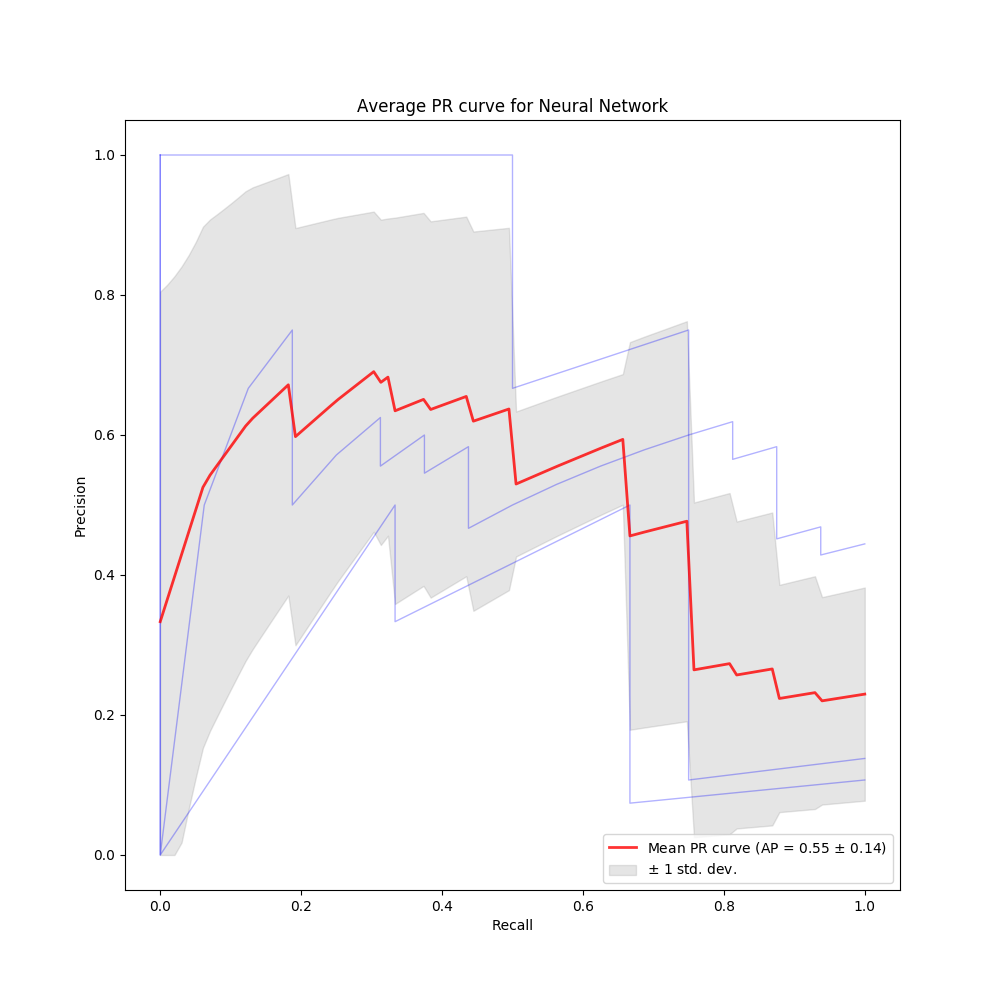 Average PR curve for Neural Network
1.0
0.8
0.6
0.4
0.2
0.0
Precision
0.0 0.2 0.4 0.6 0.8 1.0
Recall
Mean PR curve (AP = 0.55 ± 0.14)
± 1 std. dev.